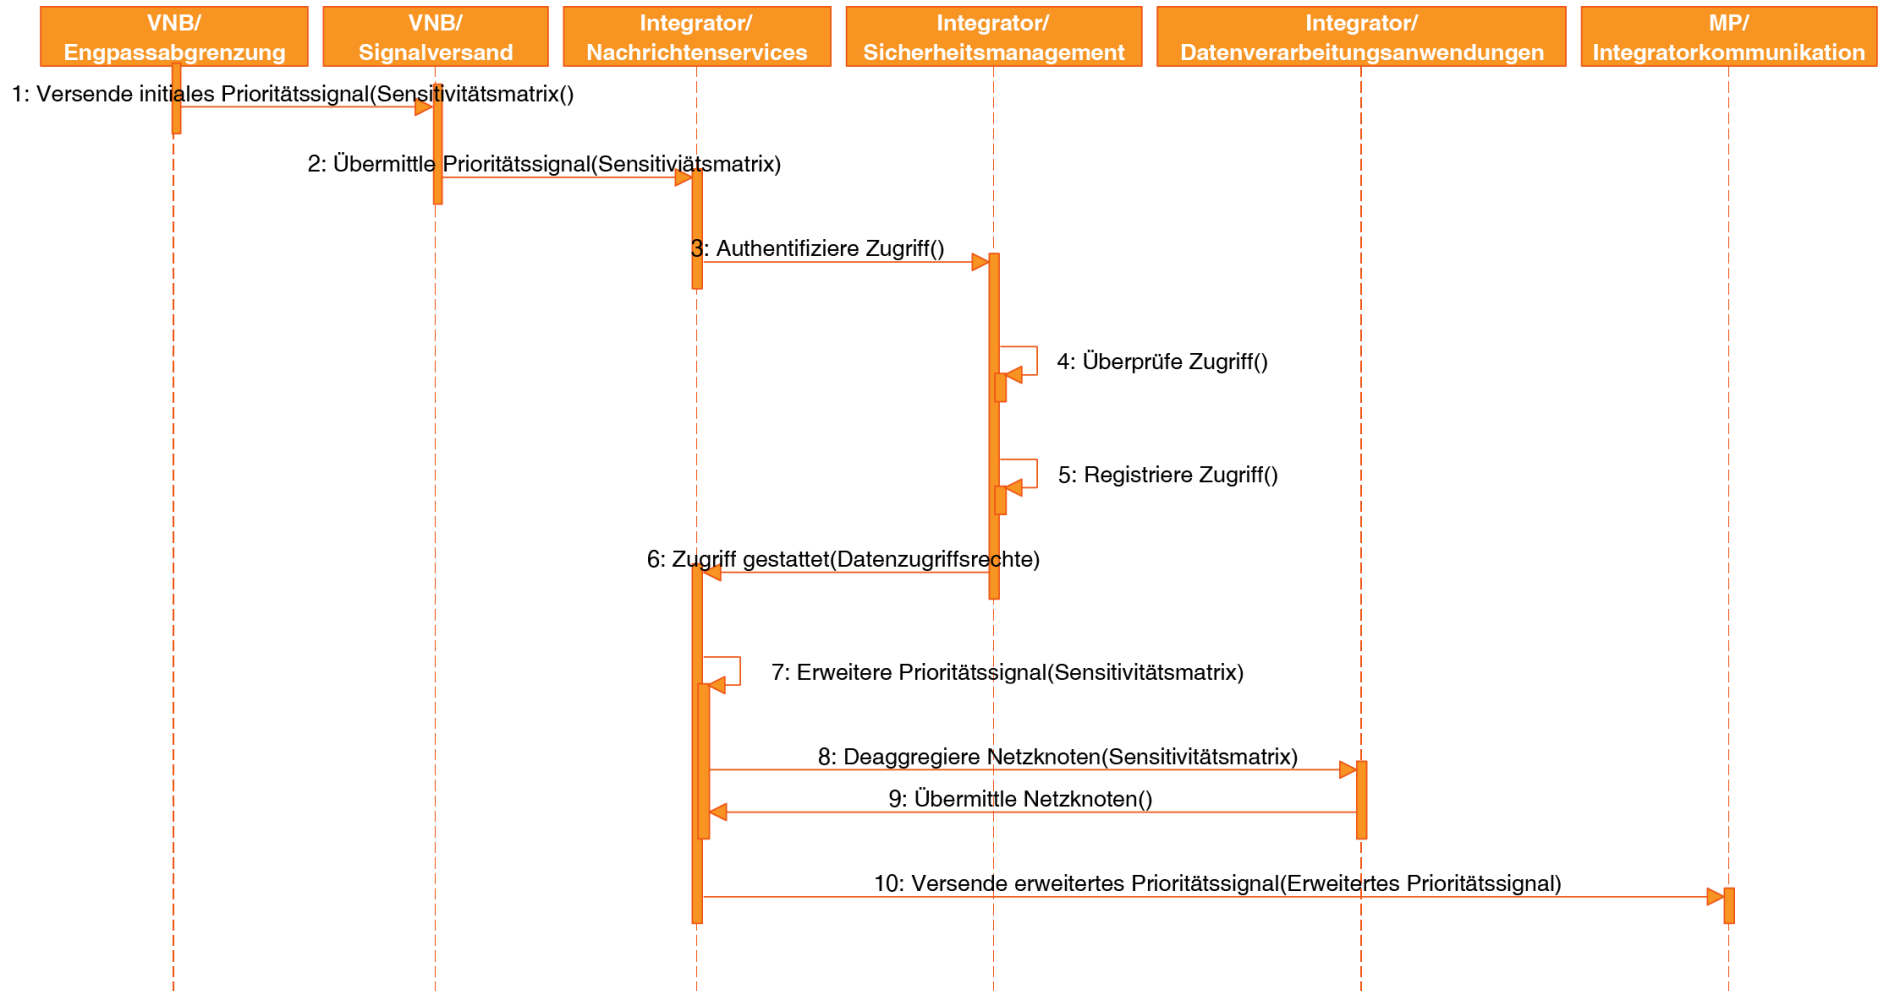 VNB/
Engpassabgrenzung
VNB/
Signalversand
Integrator/
Nachrichtenservices
Integrator/
Sicherheitsmanagement
Integrator/
Datenverarbeitungsanwendungen
MP/
Integratorkommunikation
1: Versende initiales Prioritätssignal(Sensitivitätsmatrix()
2: Übermittle Prioritätssignal(Sensitiviätsmatrix)
3: Authentifiziere Zugriff()
4: Überprüfe Zugriff()
5: Registriere Zugriff()
6: Zugriff gestattet(Datenzugriffsrechte)
7: Erweitere Prioritätssignal(Sensitivitätsmatrix)
8: Deaggregiere Netzknoten(Sensitivitätsmatrix)
9: Übermittle Netzknoten()
10: Versende erweitertes Prioritätssignal(Erweitertes Prioritätssignal)